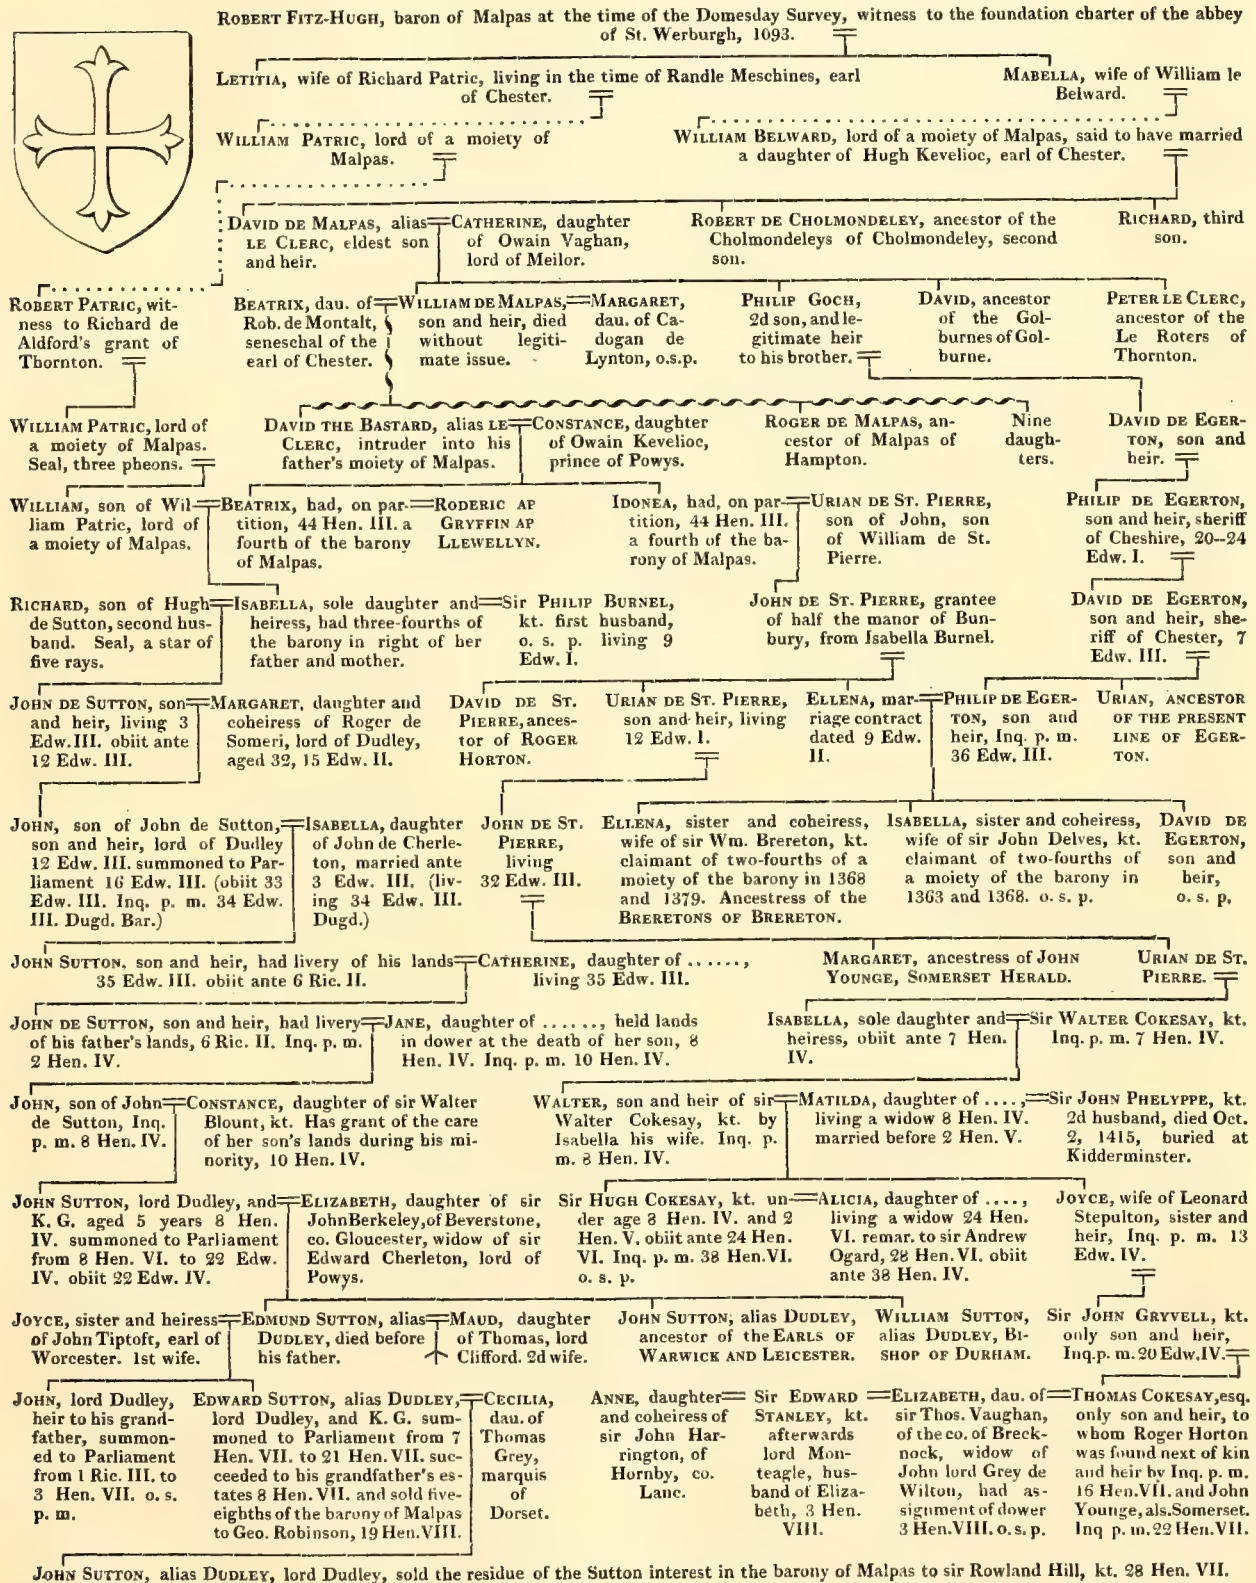 ROBERT FITZ-HUGH, baron of Malpas at the time of the Domesday Survey, witness to the foundation charter of the abbey
of St. Werburgh, 1093.
LETITIA, wife of Richard Patric, living in the time of Randle Meschines, earl
of Chester.
MABELLA, wife of William le
Belward.
WILLIAM PATRIC, lord of a moiety of
Malpas.
WILLIAM BELWARD, lord of a moiety of Malpas, said to have married
a daughter of Hugh Kevelioc, earl of Chester.
DAVID DE MALPAS, alias
LE CLERC, eldest son
and heir.
CATHERINE, daughter
of Owain Vaghan,
lord of Meilor.
ROBERT DE CHOLMONDELEY, ancestor of the
Cholmondeleys of Cholmondeley, second
son.
RICHARD, third
son.
ROBERT PATRIC, wit-
ness to Richard de
Aldford's grant of
Thornton.
BEATRIX, dau. of
Rob. de Montalt,
seneschal of the
earl of Chester.
WILLIAM DE MALPAS,
son and heir, died
without legiti-
mate issue.
MARGARET,
dau. of Ca-
dogan de
Lynton, o.s.p.
PHILIP GOCH,
2d son, and le-
gitimate heir
to his brother.
DAVID, ancestor
of the Gol-
burnes of Gol-
burne.
PETER LE CLERC,
ancestor of the
Le Roters of
Thornton.
WILLIAM PATRIC, lord of
a moiety of Malpas.
Seal, three pheons.
DAVID THE BASTARD, alias LE
CLERC, intruder into his
father's moiety of Malpas.
CONSTANCE, daughter
of Owain Kevelioc,
prince of Powys.
ROGER DE MALPAS, an-
cestor of Malpas of
Hampton.
Nine
daugh-
ters.
DAVID DE EGER-
TON, son and
heir.
WILLIAM, son of Wil-
liam Patric, lord of
a moiety of Malpas.
BEATRIX, had, on par-
tition, 44 Hen. III. a
fourth of the barony
of Malpas.
RODERIC AP
GRYFFIN AP
LLEWELLYN.
IDONEA, had, on par-
tition, 44 Hen. III.
a fourth of the ba-
rony of Malpas.
URIAN DE ST. PIERRE,
son of John, son
of William de St.
Pierre.
PHILIP DE EGERTON,
son and heir, sheriff
of Cheshire, 20--24
Edw. I.
RICHARD, son of Hugh
de Sutton, second hus-
band. Seal, a star of
five rays.
ISABELLA, sole daughter and
heiress, had three-fourths of
the barony in right of her
father and mother.
Sir PHILIP BURNEL,
kt. first husband,
o. s. p. living 9
Edw. I.
JOHN DE ST. PIERRE, grantee
of half the manor of Bun-
bury, from Isabella Burnel.
DAVID DE EGERTON,
son and heir, she-
riff of Chester, 7
Edw. III.
JOHN DE SUTTON, son
and heir, living 3
Edw. III. obiit ante
12 Edw. III.
MARGARET, daughter and
coheiress of Roger de
Someri, lord of Dudley,
aged 32, 15 Edw. II.
DAVID DE ST.
PIERRE, ances-
tor of ROGER
HORTON.
URIAN DE ST. PIERRE,
son and heir, living
12 Edw. I.
ELLENA, mar-
riage contract
dated 9 Edw.
II.
PHILIP DE EGER-
TON, son and
heir, Inq. p. m.
36 Edw. III.
URIAN, ANCESTOR
OF THE PRESENT
LINE OF EGER-
TON.
JOHN, son of John de Sutton,
son and heir, lord of Dudley
12 Edw. III. summoned to Par-
liament 16 Edw. III. (obiit 33
Edw. III. Inq. p. m. 34 Edw.
III. Dugd. Bar.)
ISABELLA, daughter
of John de Cherle-
ton, married ante
3 Edw. III. (liv-
ing 34 Edw. III.
Dugd.)
JOHN DE ST.
PIERRE,
living
32 Edw. III.
ELLENA, sister and coheiress,
wife of sir Wm. Brereton, kt.
claimant of two-fourths of a
moiety of the barony in 1368
and 1379. Ancestress of the
BRERETONS OF BRERETON.
ISABELLA, sister and coheiress,
wife of sir John Delves, kt.
claimant of two-fourths of
a moiety of the barony in
1363 and 1368. o. s. p.
DAVID DE
EGERTON,
son and
heir,
o. s. p.
JOHN SUTTON, son and heir, had livery of his lands
35 Edw. III. obiit ante 6 Ric. II.
CATHERINE, daughter of ......,
living 35 Edw. III.
MARGARET, ancestress of JOHN
YOUNGE, SOMERSET HERALD.
URIAN DE ST.
PIERRE.
JOHN DE SUTTON, son and heir, had livery
of his father's lands, 6 Ric. II. Inq. p. m.
2 Hen. IV.
JANE, daughter of ......, held lands
in dower at the death of her son, 8
Hen. IV. Inq. p. m. 10 Hen. IV.
ISABELLA, sole daughter and
heiress, obiit ante 7 Hen.
IV.
Sir WALTER COKESAY, kt.
Inq. p. m. 7 Hen. IV.
JOHN, son of John
de Sutton, Inq.
p. m. 8 Hen. IV.
CONSTANCE, daughter of sir Walter
Blount, kt. Has grant of the care
of her son's lands during his mi-
nority, 10 Hen. IV.
WALTER, son and heir of sir
Walter Cokesay, kt. by
Isabella his wife. Inq. p.
m. 8 Hen. IV.
MATILDA, daughter of ....,
living a widow 8 Hen. IV.
married before 2 Hen. V.
Sir JOHN PHELYPPE, kt.
2d husband, died Oct.
2, 1415, buried at
Kidderminster.
JOHN SUTTON, lord Dudley, and
K. G. aged 5 years 8 Hen.
IV. summoned to Parliament
from 8 Hen. VI. to 22 Edw.
IV. obiit 22 Edw. IV.
ELIZABETH, daughter of sir
John Berkeley, of Beverstone,
co. Gloucester, widow of sir
Edward Cherleton, lord of
Powys.
Sir HUGH COKESAY, kt. un-
der age 8 Hen. IV. and 2
Hen. V. obiit ante 24 Hen.
VI. Inq. p. m. 38 Hen. VI.
o. s. p.
ALICIA, daughter of ....,
living a widow 24 Hen.
VI. remar. to sir Andrew
Ogard, 28 Hen. VI. obiit
ante 38 Hen. IV.
JOYCE, wife of Leonard
Stepulton, sister and
heir, Inq. p. m. 13
Edw. IV.
JOYCE, sister and heiress
of John Tiptoft, earl of
Worcester. 1st wife.
EDMUND SUTTON, alias
DUDLEY, died before
his father.
MAUD, daughter
of Thomas, lord
Clifford. 2d wife.
JOHN SUTTON, alias DUDLEY,
ancestor of the EARLS OF
WARWICK AND LEICESTER.
WILLIAM SUTTON,
alias DUDLEY, BI-
SHOP OF DURHAM.
Sir JOHN GRYVELL, kt.
only son and heir,
Inq. p. m. 20 Edw. IV.
JOHN, lord Dudley,
heir to his grand-
father, summon-
ed to Parliament
from 1 Ric. III. to
3 Hen. VII. o. s.
p. m.
EDWARD SUTTON, alias DUDLEY,
lord Dudley, and K. G. sum-
moned to Parliament from 7
Hen. VII. to 21 Hen. VII. suc-
ceeded to his grandfather's es-
tates 8 Hen. VII. and sold five-
eighths of the barony of Malpas
to Geo. Robinson, 19 Hen. VIII.
CECILIA,
dau. of
Thomas
Grey,
marquis
of
Dorset.
ANNE, daughter
and coheiress of
sir John Har-
rington, of
Hornby, co.
Lanc.
Sir EDWARD
STANLEY, kt.
afterwards
lord Mon-
teagle, hus-
band of Eliza-
beth, 3 Hen.
VIII.
ELIZABETH, dau. of
sir Thos. Vaughan,
of the co. of Breck-
nock, widow of
John lord Grey de
Wilton, had as-
signment of dower
3 Hen. VIII. o. s. p.
THOMAS COKESAY, esq.
only son and heir, to
whom Roger Horton
was found next of kin
and heir by Inq. p. m.
16 Hen. VII. and John
Younge, als. Somerset.
Inq p. m. 22 Hen. VII.
JOHN SUTTON, alias DUDLEY, lord Dudley, sold the residue of the Sutton interest in the barony of Malpas to sir Rowland Hill, kt. 28 Hen. VII.